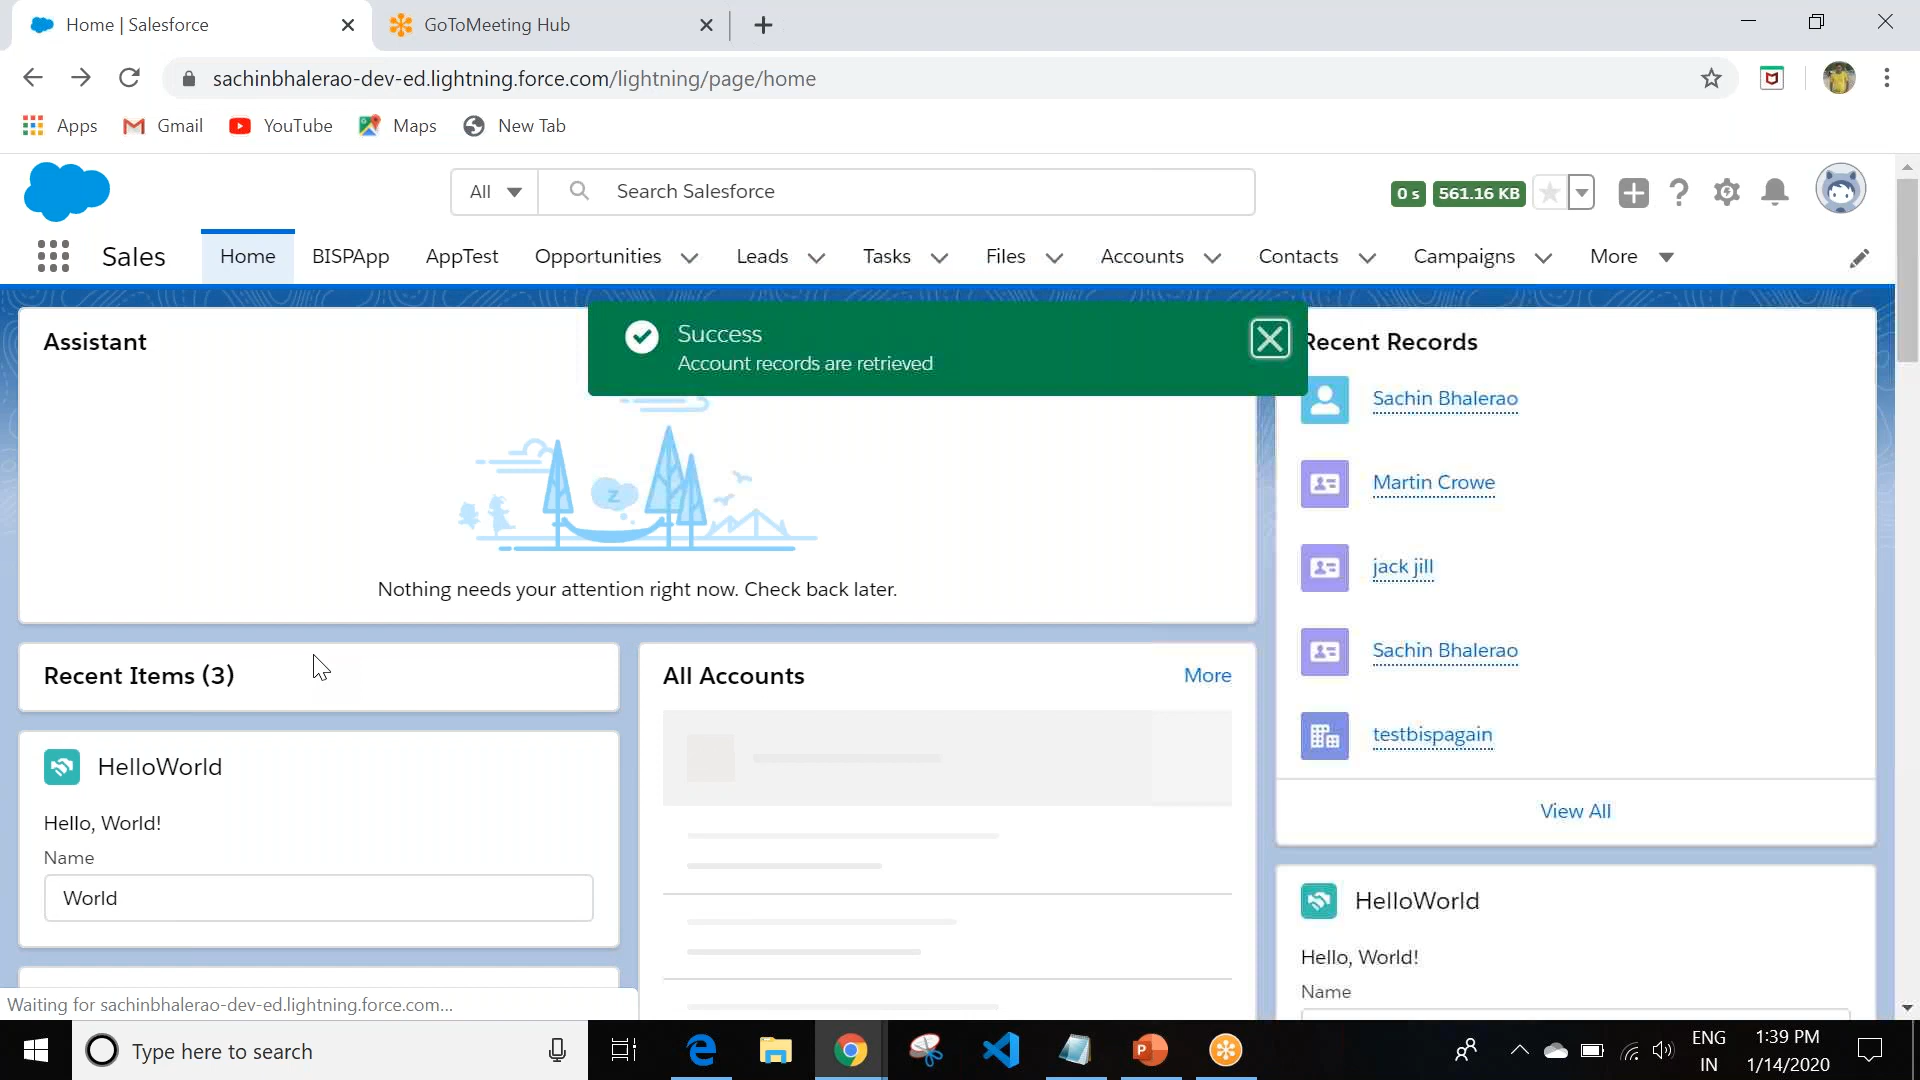 Home | Salesforce
GoToMeeting Hub
sachinbhalerao-dev-ed.lightning.force.com/lightning/page/home
Apps Gmail YouTube Maps New Tab
All Search Salesforce 0 s 561.16 KB
Sales Home BISPApp AppTest Opportunities Leads Tasks Files Accounts Contacts Campaigns More
Assistant
Success
Account records are retrieved
z
Nothing needs your attention right now. Check back later.
Recent Items (3)
HelloWorld
Hello, World!
Name
World
All Accounts More
Recent Records
Sachin Bhalerao
Martin Crowe
jack jill
Sachin Bhalerao
testbispagain
View All
HelloWorld
Hello, World!
Name
Waiting for sachinbhalerao-dev-ed.lightning.force.com...
Type here to search
ENG
IN
1:39 PM
1/14/2020